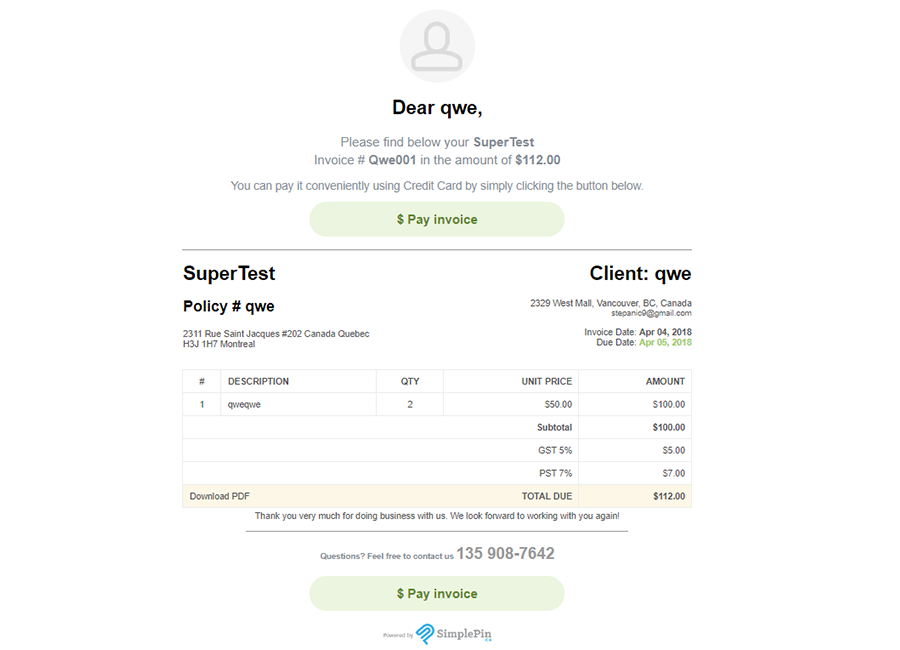 Dear qwe,
Please find below your SuperTest
Invoice # Qwe001 in the amount of $112.00
You can pay it conveniently using Credit Card by simply clicking the button below.
$ Pay invoice
SuperTest
Client: qwe
Policy # qwe
2329 West Mall, Vancouver, BC, Canada
stepanic9@gmail.com
2311 Rue Saint Jacques #202 Canada Quebec
H3J 1H7 Montreal
Invoice Date: Apr 04, 2018
Due Date: Apr 05, 2018
# DESCRIPTION QTY UNIT PRICE AMOUNT
1 qweqwe 2 $50.00 $100.00
Subtotal $100.00
GST 5% $5.00
PST 7% $7.00
Download PDF TOTAL DUE $112.00
Thank you very much for doing business with us. We look forward to working with you again!
Questions? Feel free to contact us 135 908-7642
$ Pay invoice
Powered by SimplePin